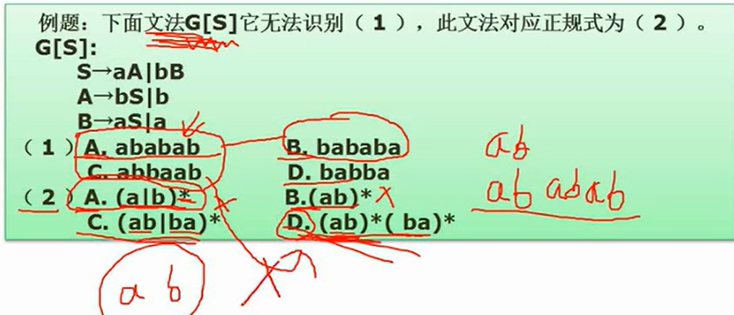 例题：下面文法G[S]它无法识别（ 1 ），此文法对应正规式为（ 2 ）。
G[S]:
S→aA|bB
A→bS|b
B→aS|a
（ 1 ）A. ababab B. bababa
C. abbaab D. babba
（ 2 ）A. (a|b)* B.(ab)*
C. (ab|ba)* D. (ab)*( ba)*
ab
ab abab
a b